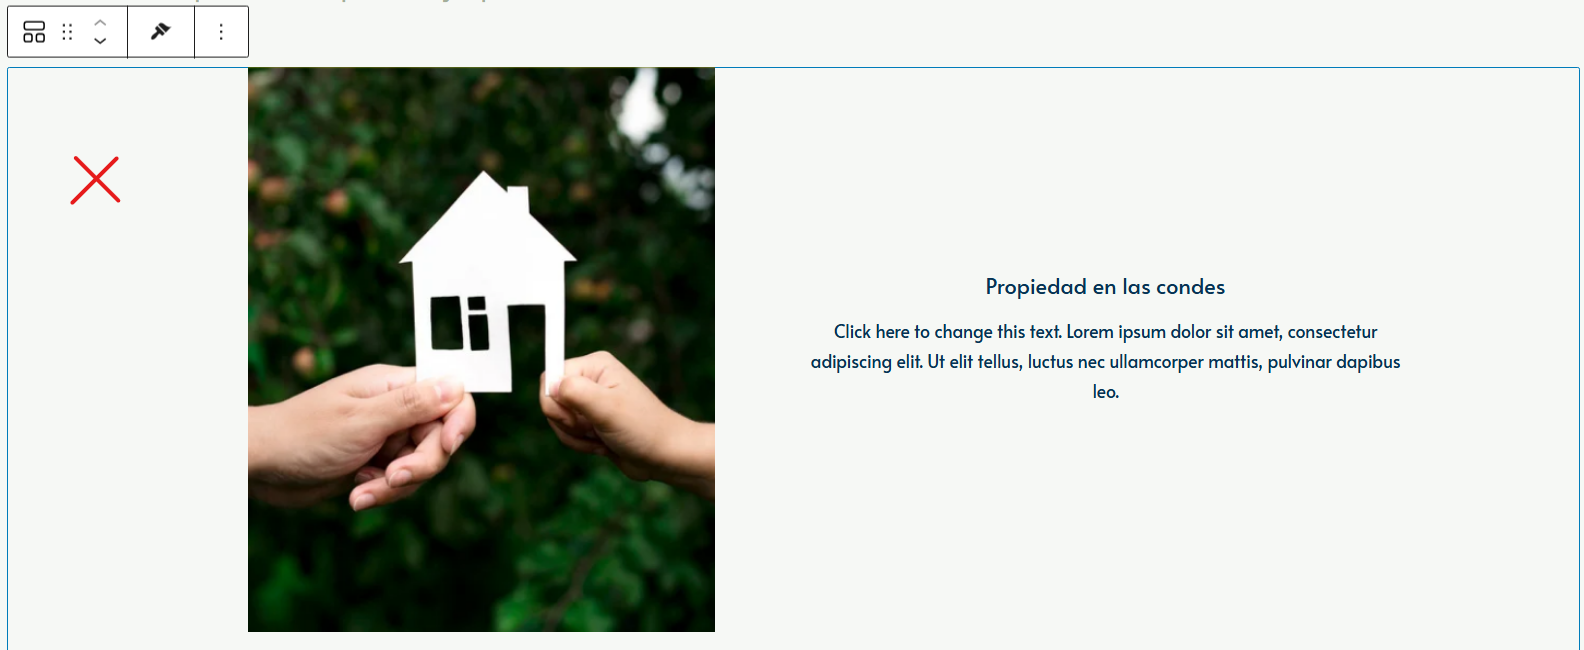 Propiedad en las condes
Click here to change this text. Lorem ipsum dolor sit amet, consectetur
adipiscing elit. Ut elit tellus, luctus nec ullamcorper mattis, pulvinar dapibus
leo.